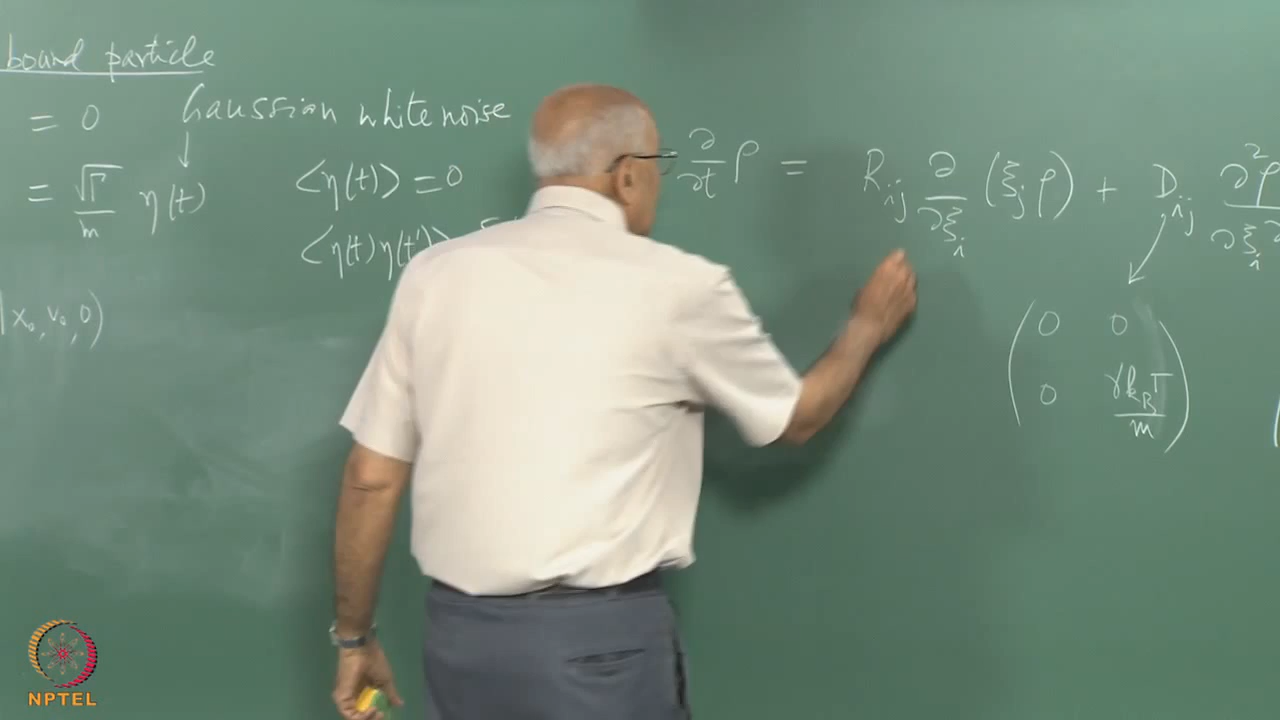 bound particle
= 0 Gaussian white noise
= √Γ/m η(t)
⟨η(t)⟩ = 0
⟨η(t)η(t')⟩
| x₀, v₀, 0)
∂/∂t ρ = R_ij ∂/∂ξ_i (ξ_j ρ) + D_ij ∂²ρ/∂ξ_i ∂
( 0 0
0 γk_BT/m )
NPTEL